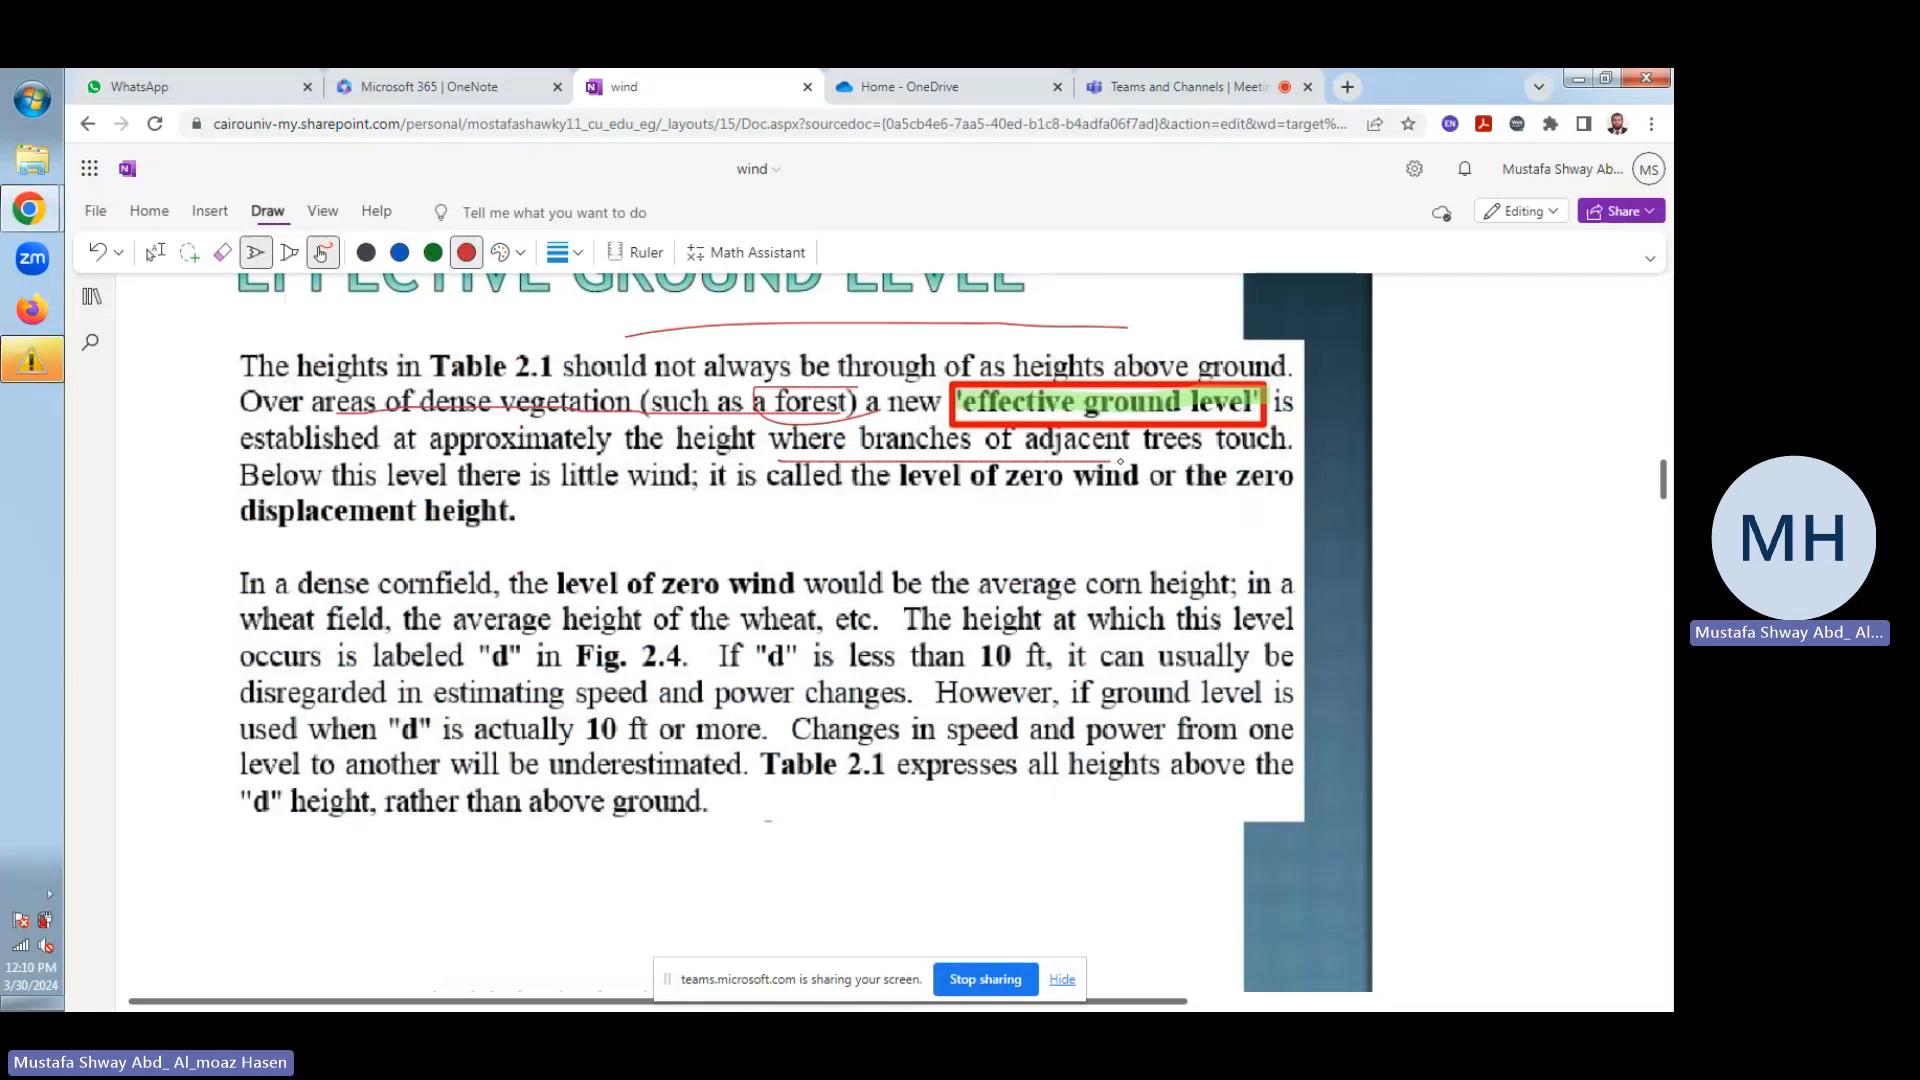 WhatsApp
Microsoft 365 | OneNote
wind
Home - OneDrive
Teams and Channels | Meetin
cairouniv-my.sharepoint.com/personal/mostafashawky11_cu_edu_eg/_layouts/15/Doc.aspx?sourcedoc={0a5cb4e6-7aa5-40ed-b1c8-b4adfa06f7ad}&action=edit&wd=target%...
EN
wind
Mustafa Shway Ab...
MS
File Home Insert Draw View Help Tell me what you want to do
Editing
Share
Ruler
Math Assistant
zm
EFFECTIVE GROUND LEVEL
The heights in Table 2.1 should not always be through of as heights above ground.
Over areas of dense vegetation (such as a forest) a new 'effective ground level' is
established at approximately the height where branches of adjacent trees touch.
Below this level there is little wind; it is called the level of zero wind or the zero
displacement height.
In a dense cornfield, the level of zero wind would be the average corn height; in a
wheat field, the average height of the wheat, etc. The height at which this level
occurs is labeled "d" in Fig. 2.4. If "d" is less than 10 ft, it can usually be
disregarded in estimating speed and power changes. However, if ground level is
used when "d" is actually 10 ft or more. Changes in speed and power from one
level to another will be underestimated. Table 2.1 expresses all heights above the
"d" height, rather than above ground.
teams.microsoft.com is sharing your screen.
Stop sharing
Hide
12:10 PM
3/30/2024
MH
Mustafa Shway Abd_ Al...
Mustafa Shway Abd_ Al_moaz Hasen